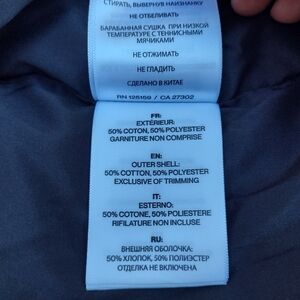 СТИРАТЬ, ВЫВЕРНУВ НАИЗНАНКУ
НЕ ОТБЕЛИВАТЬ
БАРАБАННАЯ СУШКА ПРИ НИЗКОЙ
ТЕМПЕРАТУРЕ С ТЕННИСНЫМИ
МЯЧИКАМИ
НЕ ОТЖИМАТЬ
НЕ ГЛАДИТЬ
СДЕЛАНО В КИТАЕ
RN 125159 / CA 27302
FR:
EXTÉRIEUR:
50% COTON, 50% POLYESTER
GARNITURE NON COMPRISE
EN:
OUTER SHELL:
50% COTTON, 50% POLYESTER
EXCLUSIVE OF TRIMMING
IT:
ESTERNO:
50% COTONE, 50% POLIESTERE
RIFILATURE NON INCLUSE
RU:
ВНЕШНЯЯ ОБОЛОЧКА:
50% ХЛОПОК, 50% ПОЛИЭСТЕР
ОТДЕЛКА НЕ ВКЛЮЧЕНА